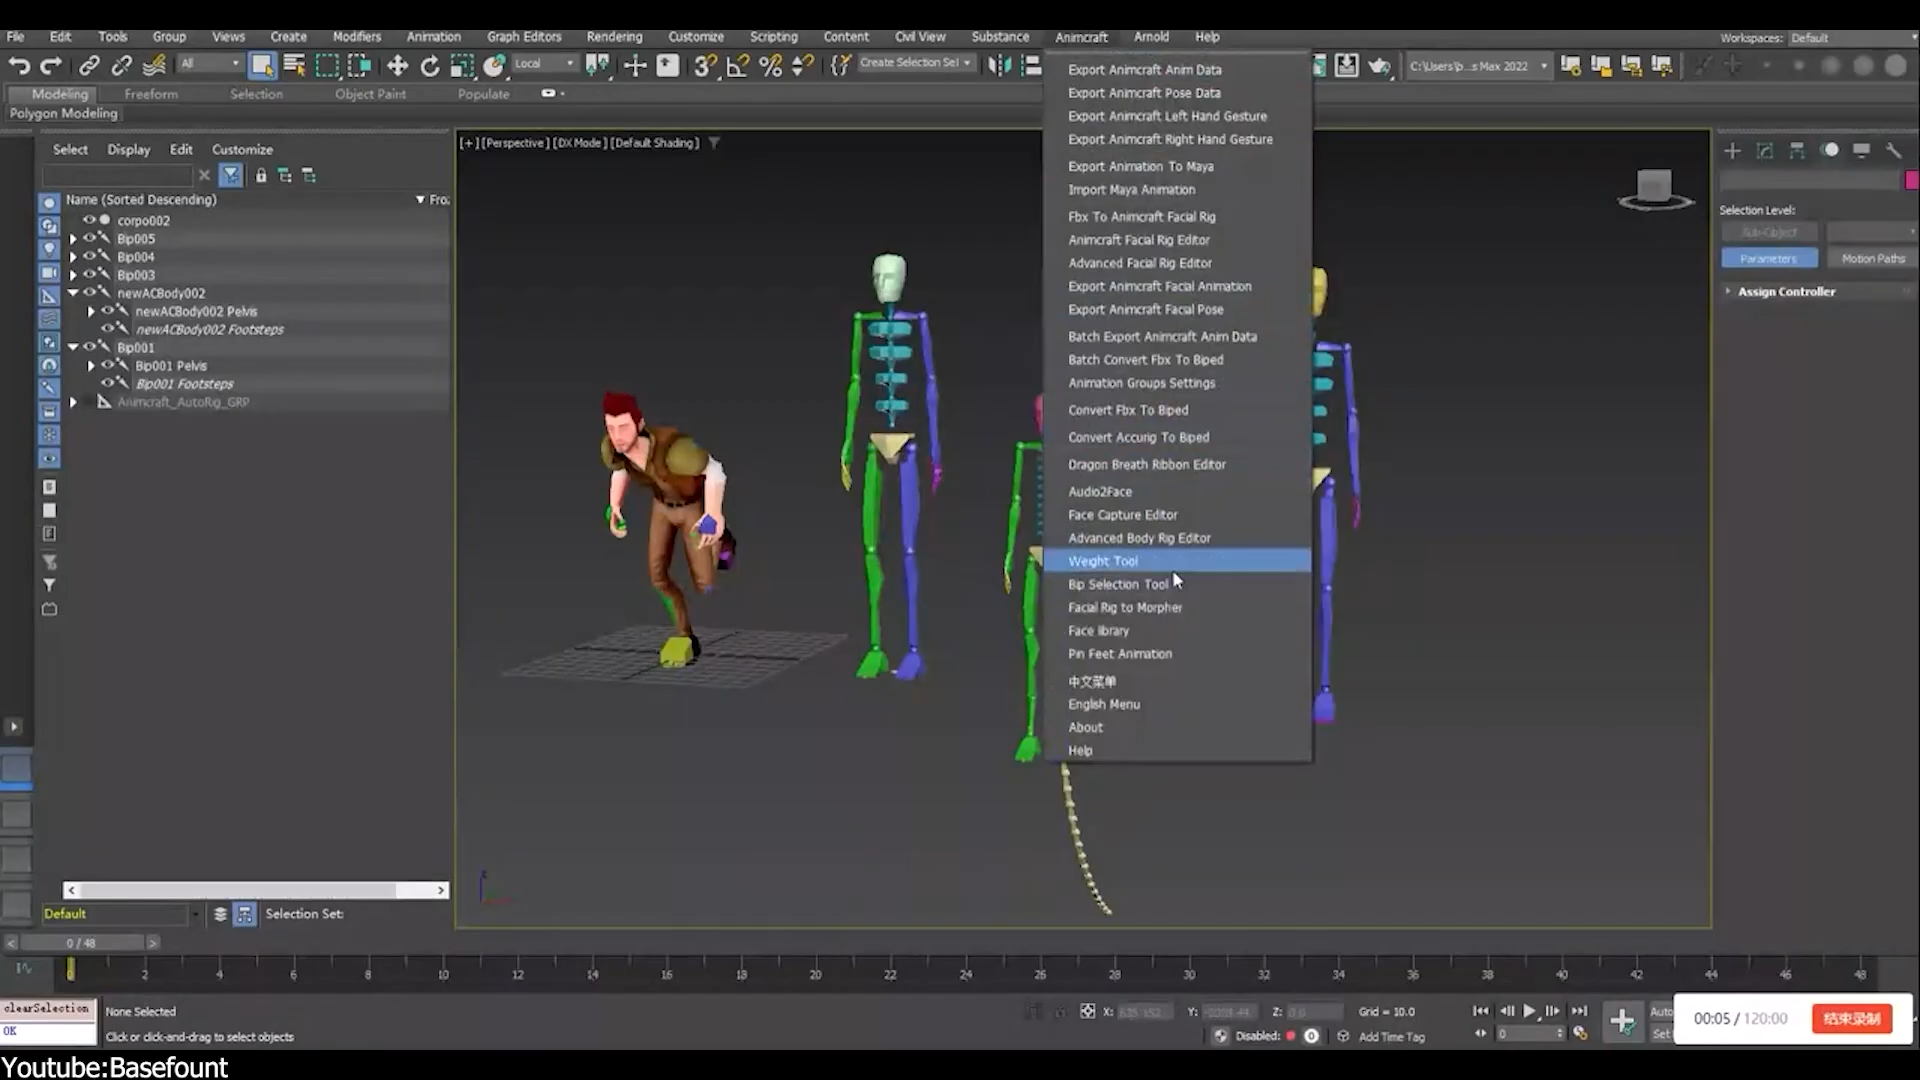 File Edit Tools Group Views Create Modifiers Animation Graph Editors Rendering Customize Scripting Content Civil View Substance Animcraft Arnold Help Workspaces: Default
All Local Create Selection Sel C:\Users\p...s Max 2022
Modeling Freeform Selection Object Paint Populate
Polygon Modeling
Select Display Edit Customize
Name (Sorted Descending) Fro
corpo002
Bip005
Bip004
Bip003
newACBody002
newACBody002 Pelvis
newACBody002 Footsteps
Bip001
Bip001 Pelvis
Bip001 Footsteps
Animcraft_AutoRig_GRP
Default Selection Set:
[+] [Perspective] [DX Mode] [Default Shading]
Export Animcraft Anim Data
Export Animcraft Pose Data
Export Animcraft Left Hand Gesture
Export Animcraft Right Hand Gesture
Export Animation To Maya
Import Maya Animation
Fbx To Animcraft Facial Rig
Animcraft Facial Rig Editor
Advanced Facial Rig Editor
Export Animcraft Facial Animation
Export Animcraft Facial Pose
Batch Export Animcraft Anim Data
Batch Convert Fbx To Biped
Animation Groups Settings
Convert Fbx To Biped
Convert Accurig To Biped
Dragon Breath Ribbon Editor
Audio2Face
Face Capture Editor
Advanced Body Rig Editor
Weight Tool
Bip Selection Tool
Facial Rig to Morpher
Face library
Pin Feet Animation
中文菜单
English Menu
About
Help
Selection Level:
Sub-Object
Parameters Motion Paths
Assign Controller
0 / 48
0 2 4 6 8 10 12 14 16 18 20 22 24 26 28 30 32 34 36 38 40 42 44 46 48
clearSelection
OK
None Selected
Click or click-and-drag to select objects
X: Y: Z: Grid = 10.0
Disabled: 0 Add Time Tag
0
Auto
Set
00:05 / 120:00 结束录制
Youtube:Basefount